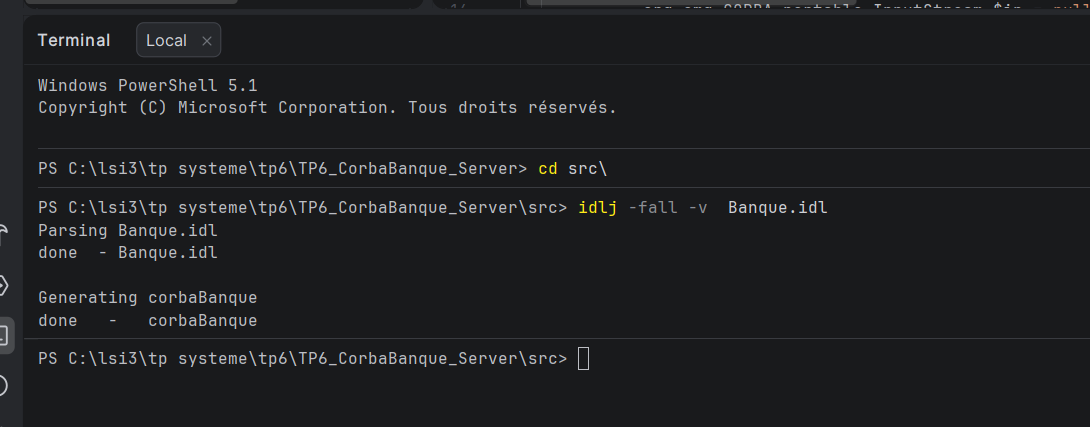 Terminal
Local ×
Windows PowerShell 5.1
Copyright (C) Microsoft Corporation. Tous droits réservés.
PS C:\lsi3\tp systeme\tp6\TP6_CorbaBanque_Server> cd src\
PS C:\lsi3\tp systeme\tp6\TP6_CorbaBanque_Server\src> idlj -fall -v  Banque.idl
Parsing Banque.idl
done  - Banque.idl
Generating corbaBanque
done   -   corbaBanque
PS C:\lsi3\tp systeme\tp6\TP6_CorbaBanque_Server\src>